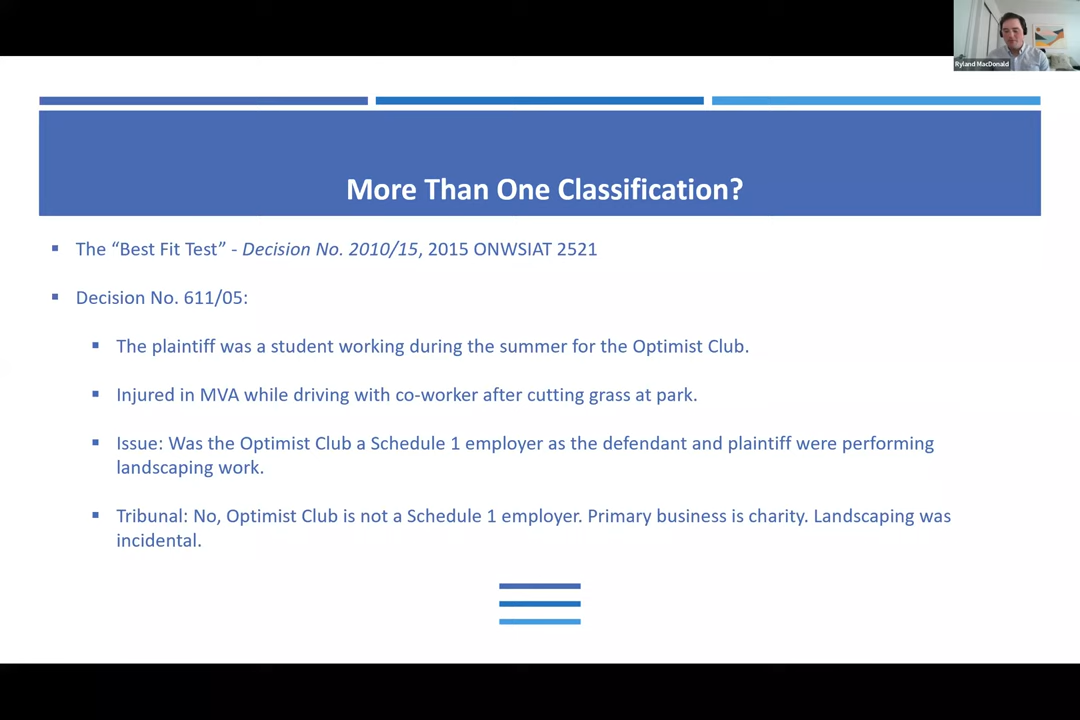 Ryland MacDonald
More Than One Classification?
▪ The “Best Fit Test” - Decision No. 2010/15, 2015 ONWSIAT 2521
▪ Decision No. 611/05:
▪ The plaintiff was a student working during the summer for the Optimist Club.
▪ Injured in MVA while driving with co-worker after cutting grass at park.
▪ Issue: Was the Optimist Club a Schedule 1 employer as the defendant and plaintiff were performing
landscaping work.
▪ Tribunal: No, Optimist Club is not a Schedule 1 employer. Primary business is charity. Landscaping was
incidental.